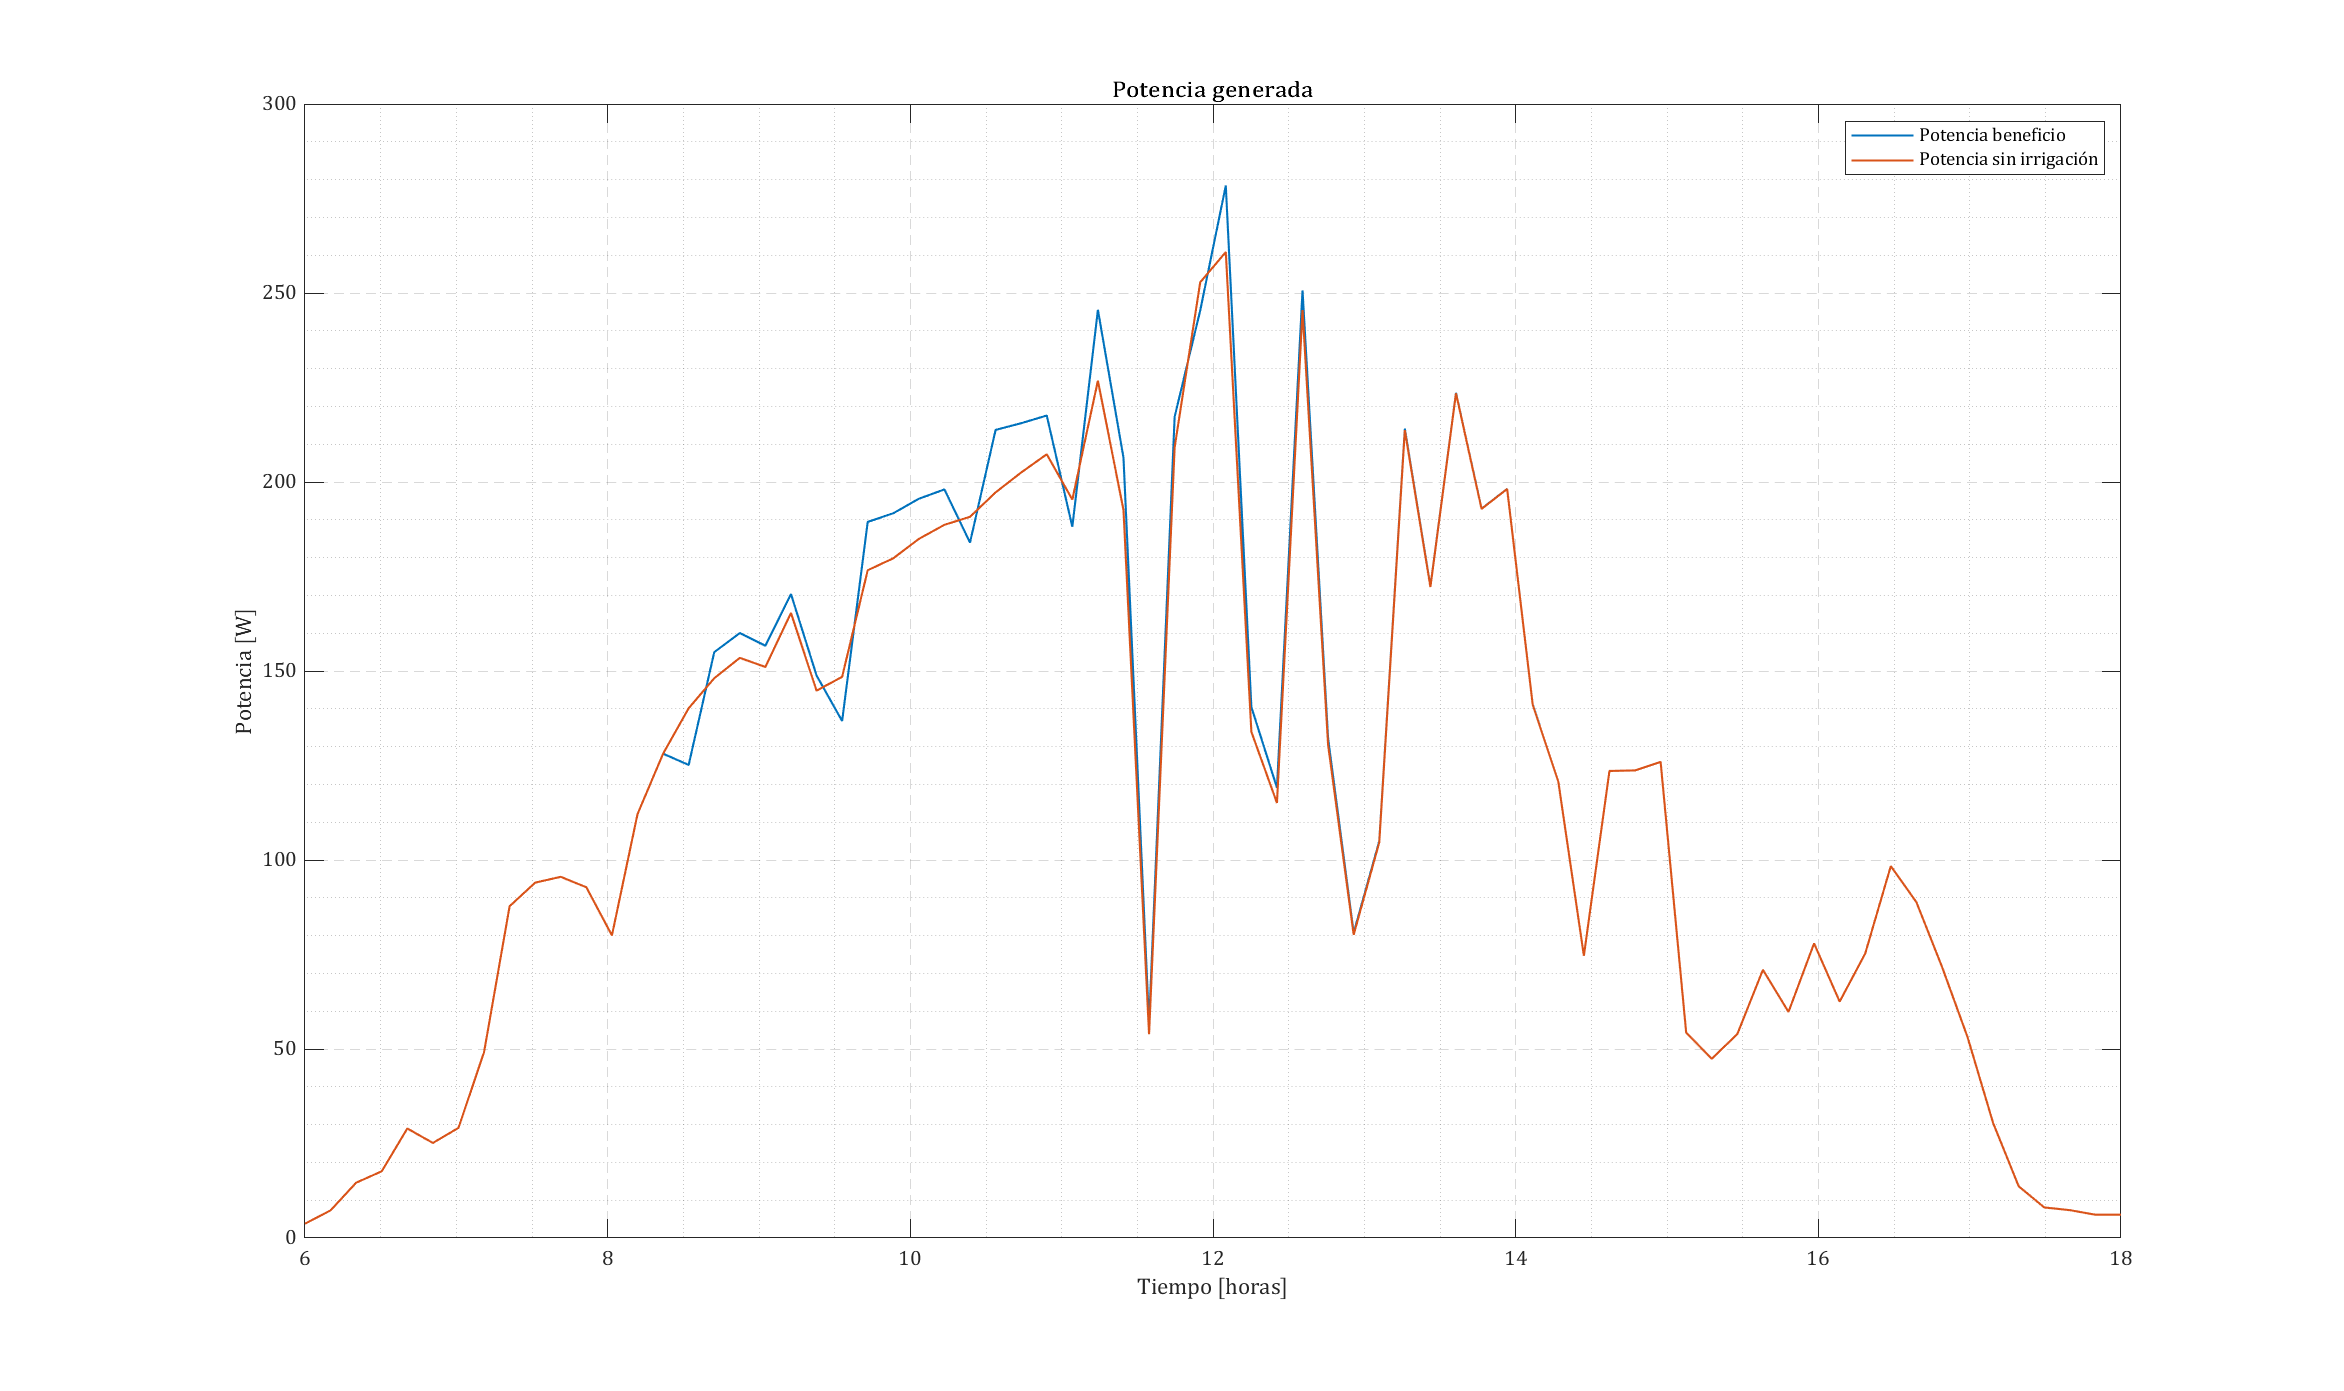 Potencia generada
300
250
200
150
100
50
0
Potencia [W]
Potencia beneficio
Potencia sin irrigación
6
8
10
12
14
16
18
Tiempo [horas]